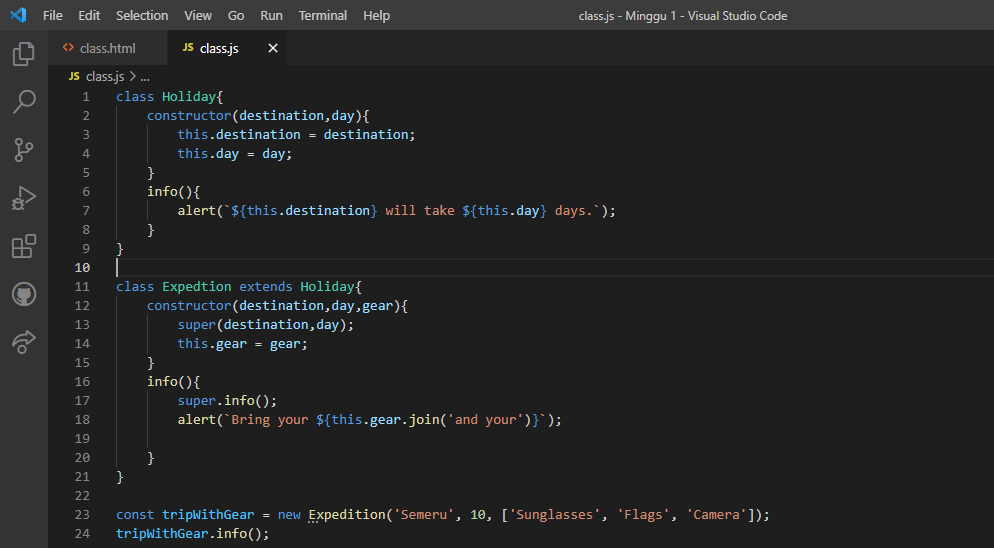 File Edit Selection View Go Run Terminal Help class.js - Minggu 1 - Visual Studio Code
<> class.html JS class.js ×
JS class.js > ...
1 class Holiday{
2 constructor(destination,day){
3 this.destination = destination;
4 this.day = day;
5 }
6 info(){
7 alert(`${this.destination} will take ${this.day} days.`);
8 }
9 }
10
11 class Expedtion extends Holiday{
12 constructor(destination,day,gear){
13 super(destination,day);
14 this.gear = gear;
15 }
16 info(){
17 super.info();
18 alert(`Bring your ${this.gear.join('and your')}`);
19
20 }
21 }
22
23 const tripWithGear = new Expedition('Semeru', 10, ['Sunglasses', 'Flags', 'Camera']);
24 tripWithGear.info();